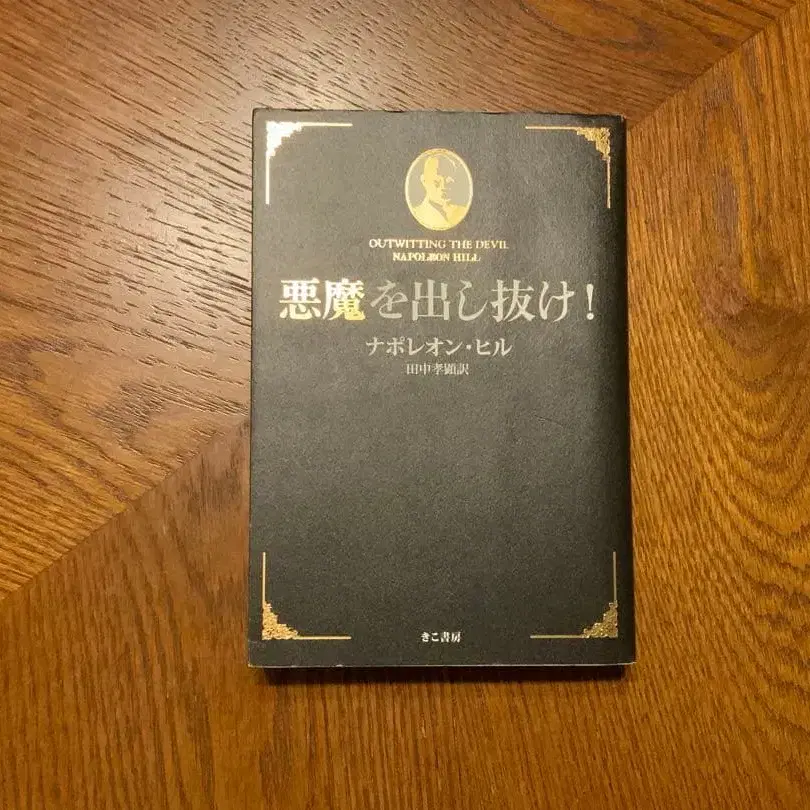 OUTWITTING THE DEVIL
NAPOLEON HILL
悪魔を出し抜け!
ナポレオン・ヒル
田中孝顕訳
きこ書房